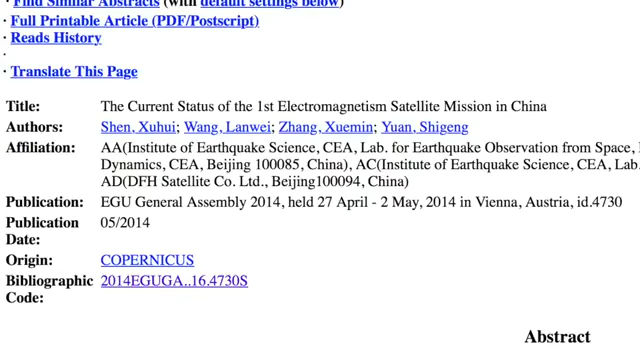 · Find Similar Abstracts (with default settings below)
· Full Printable Article (PDF/Postscript)
· Reads History
·
· Translate This Page
Title: The Current Status of the 1st Electromagnetism Satellite Mission in China
Authors: Shen, Xuhui; Wang, Lanwei; Zhang, Xuemin; Yuan, Shigeng
Affiliation: AA(Institute of Earthquake Science, CEA, Lab. for Earthquake Observation from Space,
Dynamics, CEA, Beijing 100085, China), AC(Institute of Earthquake Science, CEA, Lab.
AD(DFH Satellite Co. Ltd., Beijing100094, China)
Publication: EGU General Assembly 2014, held 27 April - 2 May, 2014 in Vienna, Austria, id.4730
Publication 05/2014
Date:
Origin: COPERNICUS
Bibliographic 2014EGUGA..16.4730S
Code:
Abstract